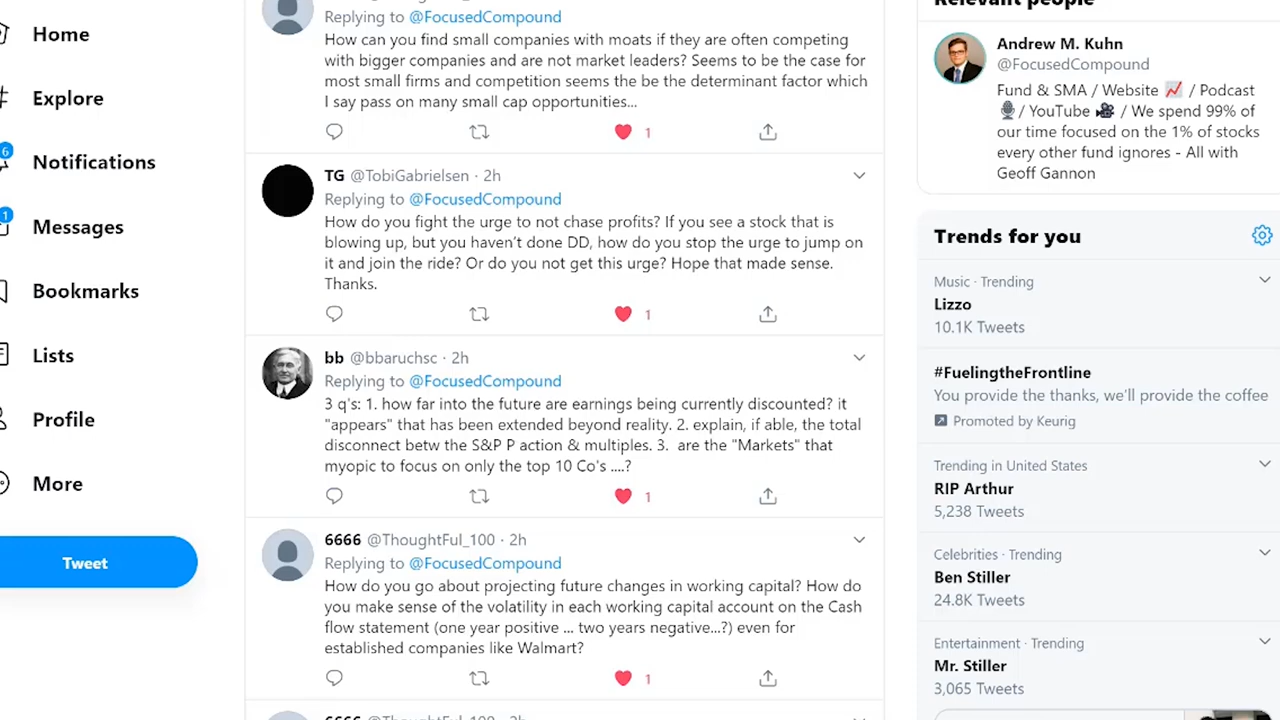 Home
Explore
6
Notifications
1
Messages
Bookmarks
Lists
Profile
More
Tweet
Replying to @FocusedCompound
How can you find small companies with moats if they are often competing
with bigger companies and are not market leaders? Seems to be the case for
most small firms and competition seems the be the determinant factor which
I say pass on many small cap opportunities...
1
TG @TobiGabrielsen · 2h
Replying to @FocusedCompound
How do you fight the urge to not chase profits? If you see a stock that is
blowing up, but you haven't done DD, how do you stop the urge to jump on
it and join the ride? Or do you not get this urge? Hope that made sense.
Thanks.
1
bb @bbaruchsc · 2h
Replying to @FocusedCompound
3 q's: 1. how far into the future are earnings being currently discounted? it
"appears" that has been extended beyond reality. 2. explain, if able, the total
disconnect betw the S&P P action & multiples. 3. are the "Markets" that
myopic to focus on only the top 10 Co's ....?
1
6666 @ThoughtFul_100 · 2h
Replying to @FocusedCompound
How do you go about projecting future changes in working capital? How do
you make sense of the volatility in each working capital account on the Cash
flow statement (one year positive ... two years negative...?) even for
established companies like Walmart?
1
6666 @ThoughtFul_100 · 2h
Relevant people
Andrew M. Kuhn
@FocusedCompound
Fund & SMA / Website 📈 / Podcast
🎙️/ YouTube 🎥 / We spend 99% of
our time focused on the 1% of stocks
every other fund ignores - All with
Geoff Gannon
Trends for you
Music · Trending
Lizzo
10.1K Tweets
#FuelingtheFrontline
You provide the thanks, we'll provide the coffee
Promoted by Keurig
Trending in United States
RIP Arthur
5,238 Tweets
Celebrities · Trending
Ben Stiller
24.8K Tweets
Entertainment · Trending
Mr. Stiller
3,065 Tweets